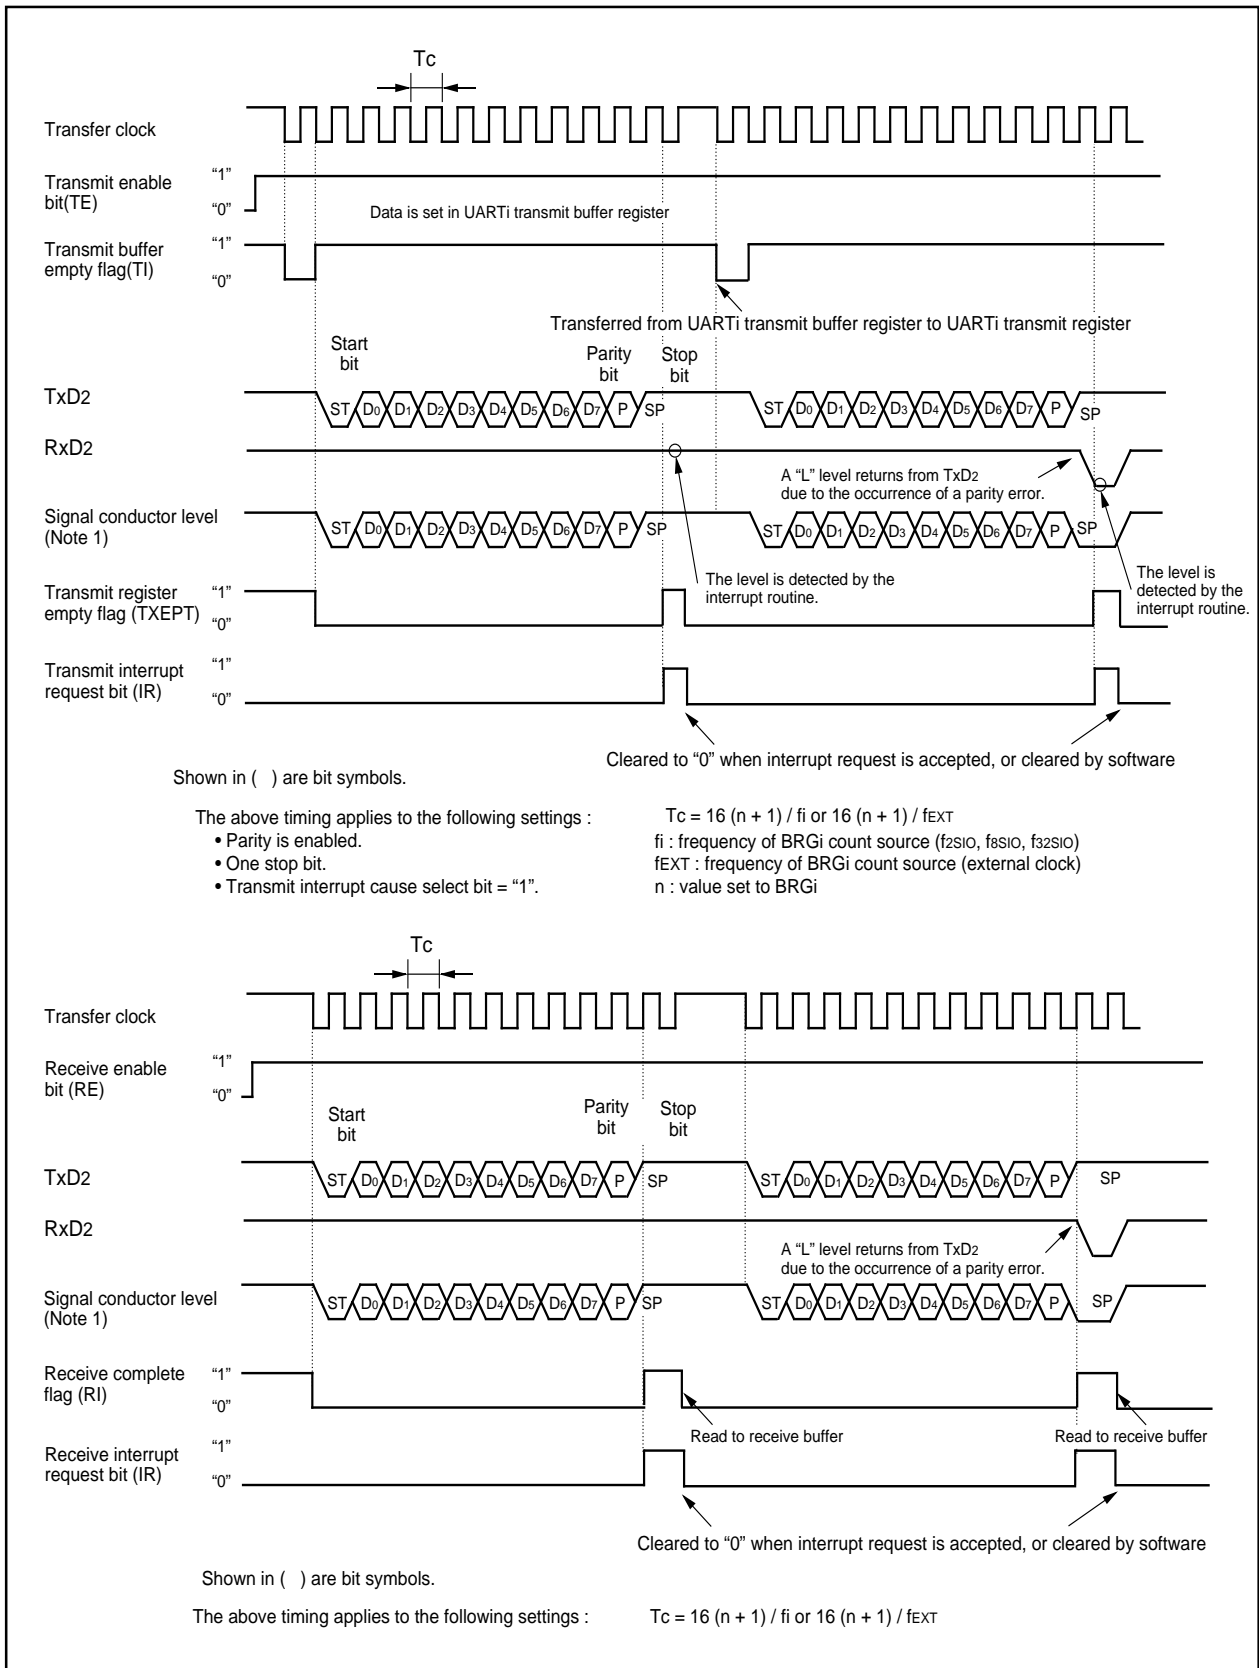 Tc
Transfer clock
Transmit enable
bit(TE)
“1”
“0”
Data is set in UARTi transmit buffer register
Transmit buffer
empty flag(TI)
“1”
“0”
Transferred from UARTi transmit buffer register to UARTi transmit register
Start
bit
Parity
bit
Stop
bit
TxD2
ST D0 D1 D2 D3 D4 D5 D6 D7 P SP
ST D0 D1 D2 D3 D4 D5 D6 D7 P SP
RxD2
A “L” level returns from TxD2
due to the occurrence of a parity error.
Signal conductor level
(Note 1)
ST D0 D1 D2 D3 D4 D5 D6 D7 P SP
ST D0 D1 D2 D3 D4 D5 D6 D7 P SP
The level is detected by the
interrupt routine.
The level is
detected by the
interrupt routine.
Transmit register
empty flag (TXEPT)
“1”
“0”
Transmit interrupt
request bit (IR)
“1”
“0”
Cleared to “0” when interrupt request is accepted, or cleared by software
Shown in ( ) are bit symbols.
The above timing applies to the following settings :
• Parity is enabled.
• One stop bit.
• Transmit interrupt cause select bit = “1”.
Tc = 16 (n + 1) / fi or 16 (n + 1) / fEXT
fi : frequency of BRGi count source (f2SIO, f8SIO, f32SIO)
fEXT : frequency of BRGi count source (external clock)
n : value set to BRGi
Tc
Transfer clock
Receive enable
bit (RE)
“1”
“0”
Start
bit
Parity
bit
Stop
bit
TxD2
ST D0 D1 D2 D3 D4 D5 D6 D7 P SP
ST D0 D1 D2 D3 D4 D5 D6 D7 P SP
RxD2
A “L” level returns from TxD2
due to the occurrence of a parity error.
Signal conductor level
(Note 1)
ST D0 D1 D2 D3 D4 D5 D6 D7 P SP
ST D0 D1 D2 D3 D4 D5 D6 D7 P SP
Receive complete
flag (RI)
“1”
“0”
Read to receive buffer
Read to receive buffer
Receive interrupt
request bit (IR)
“1”
“0”
Cleared to “0” when interrupt request is accepted, or cleared by software
Shown in ( ) are bit symbols.
The above timing applies to the following settings :
Tc = 16 (n + 1) / fi or 16 (n + 1) / fEXT